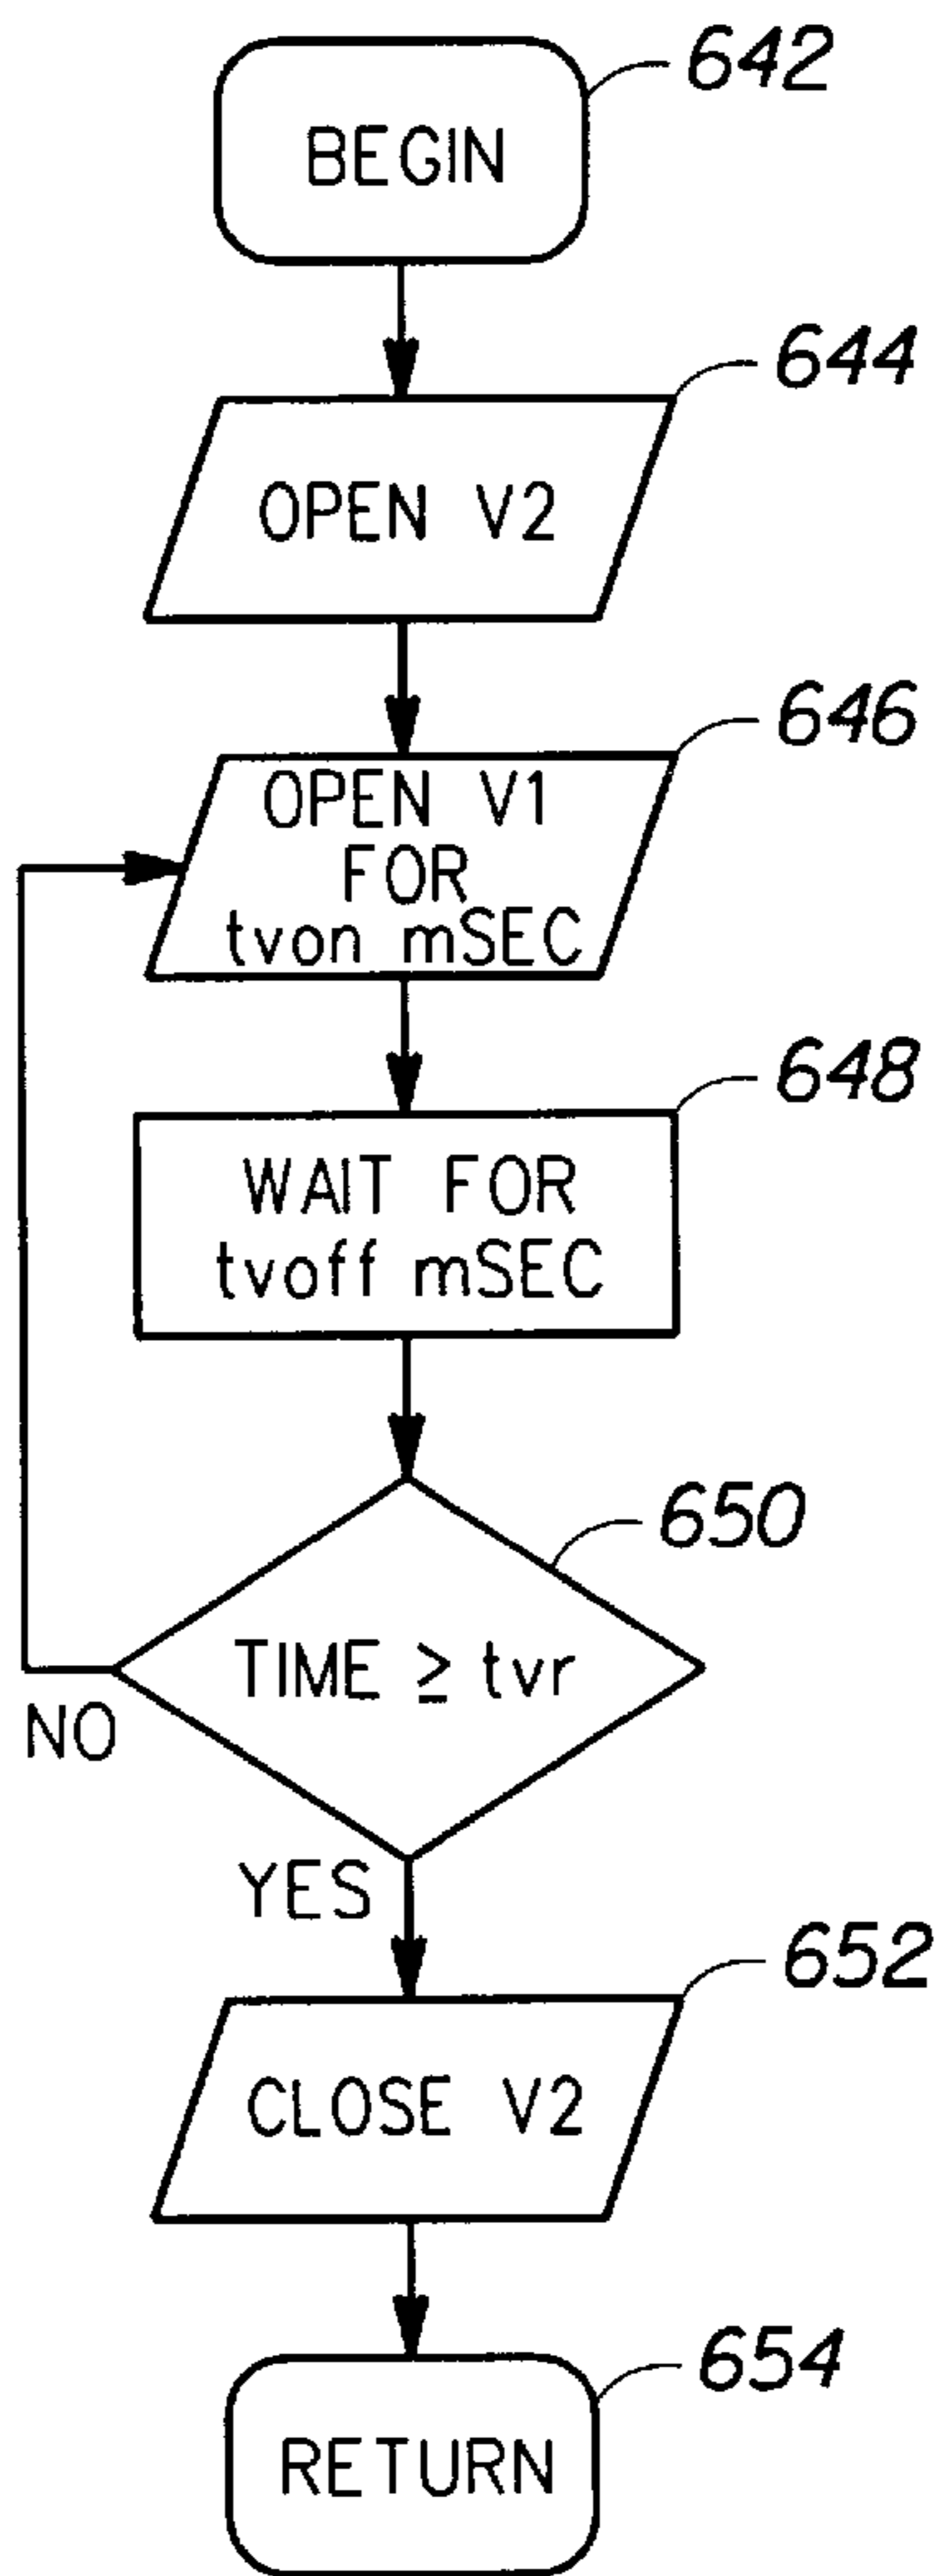 642
BEGIN
644
OPEN V2
646
OPEN V1
FOR
tvon mSEC
648
WAIT FOR
tvoff mSEC
650
TIME ≥ tvr
NO
YES
652
CLOSE V2
654
RETURN